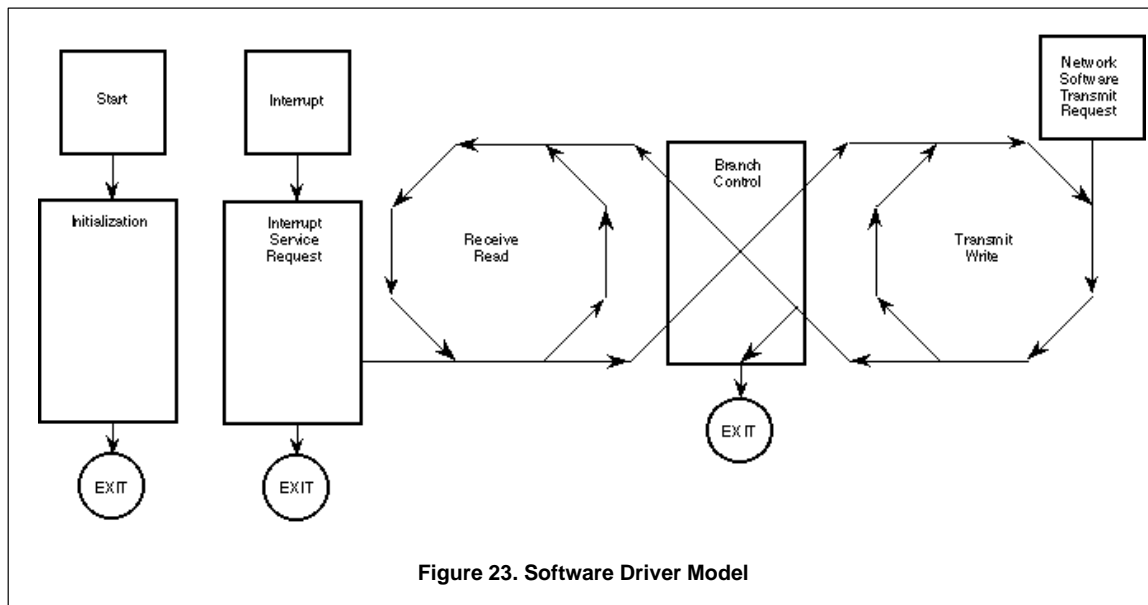 Start
Interrupt
Network
Software
Transmit
Request
Initialization
Interrupt
Service
Request
Receive
Read
Branch
Control
Transmit
Write
EXIT
EXIT
EXIT
Figure 23. Software Driver Model